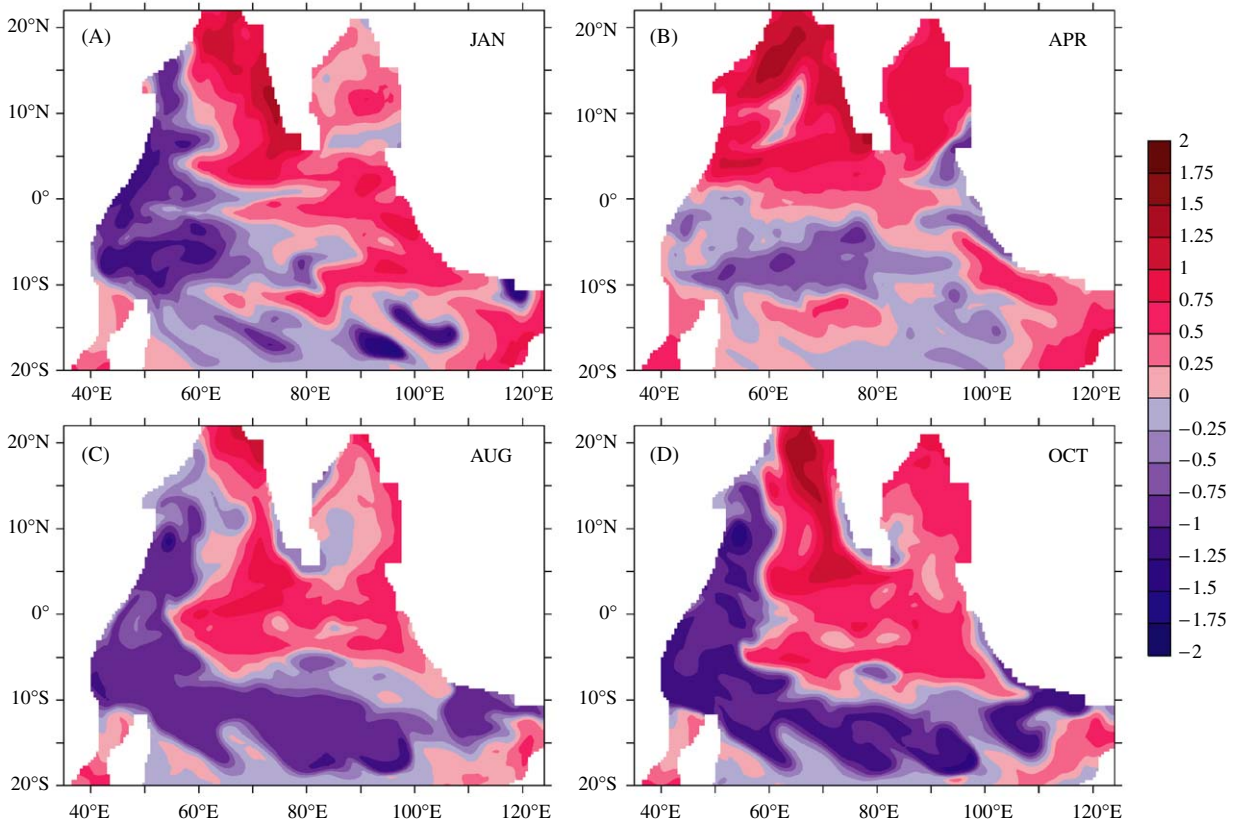 20°N
10°N
0°
10°S
20°S
(A)
JAN
40°E
60°E
80°E
100°E
120°E
20°N
10°N
0°
10°S
20°S
(B)
APR
40°E
60°E
80°E
100°E
120°E
20°N
10°N
0°
10°S
20°S
(C)
AUG
40°E
60°E
80°E
100°E
120°E
20°N
10°N
0°
10°S
20°S
(D)
OCT
40°E
60°E
80°E
100°E
120°E
2
1.75
1.5
1.25
1
0.75
0.5
0.25
0
−0.25
−0.5
−0.75
−1
−1.25
−1.5
−1.75
−2